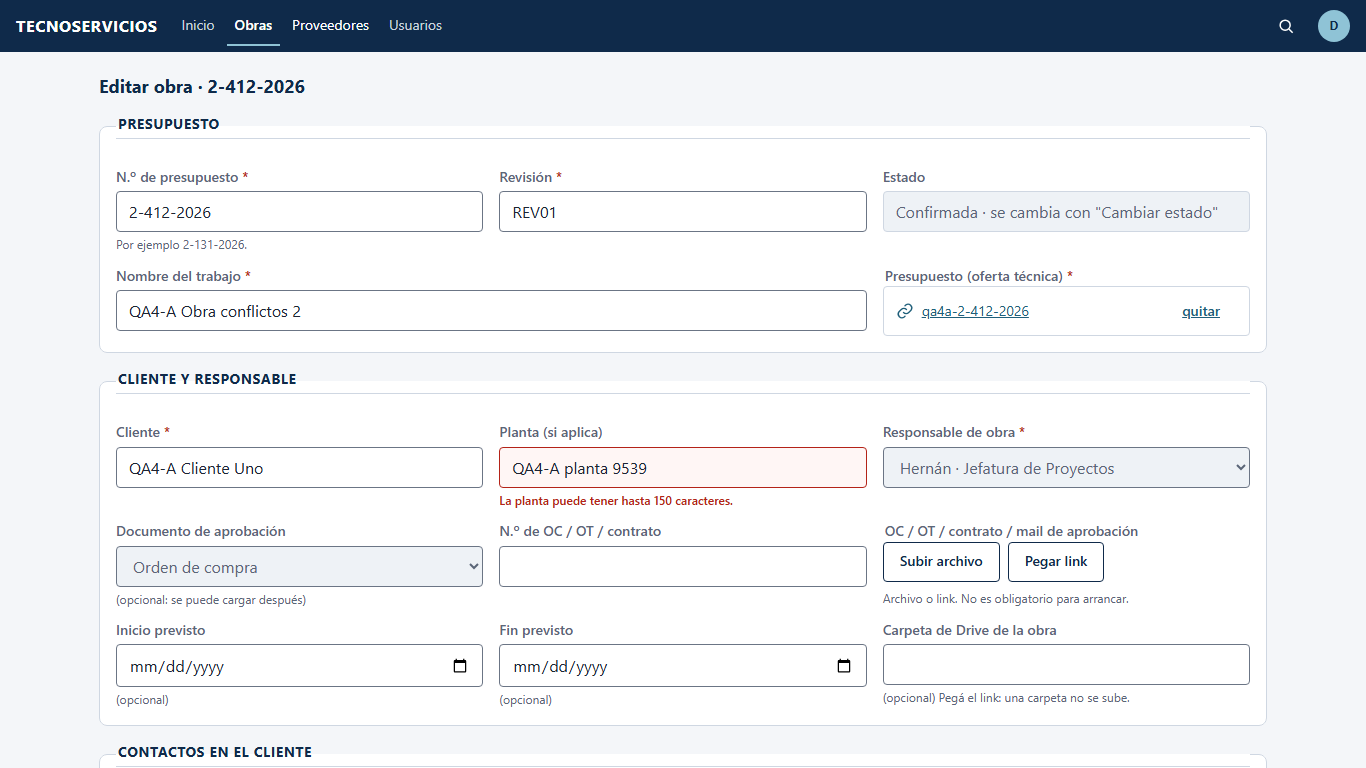 TECNOSERVICIOS Inicio Obras Proveedores Usuarios D
Editar obra · 2-412-2026
PRESUPUESTO
N.º de presupuesto * Revisión * Estado
2-412-2026 REV01 Confirmada · se cambia con "Cambiar estado"
Por ejemplo 2-131-2026.
Nombre del trabajo * Presupuesto (oferta técnica) *
QA4-A Obra conflictos 2 qa4a-2-412-2026 quitar
CLIENTE Y RESPONSABLE
Cliente * Planta (si aplica) Responsable de obra *
QA4-A Cliente Uno QA4-A planta 9539 Hernán · Jefatura de Proyectos
La planta puede tener hasta 150 caracteres.
Documento de aprobación N.º de OC / OT / contrato OC / OT / contrato / mail de aprobación
Orden de compra Subir archivo Pegar link
(opcional: se puede cargar después) Archivo o link. No es obligatorio para arrancar.
Inicio previsto Fin previsto Carpeta de Drive de la obra
mm/dd/yyyy mm/dd/yyyy
(opcional) (opcional) (opcional) Pegá el link: una carpeta no se sube.
CONTACTOS EN EL CLIENTE